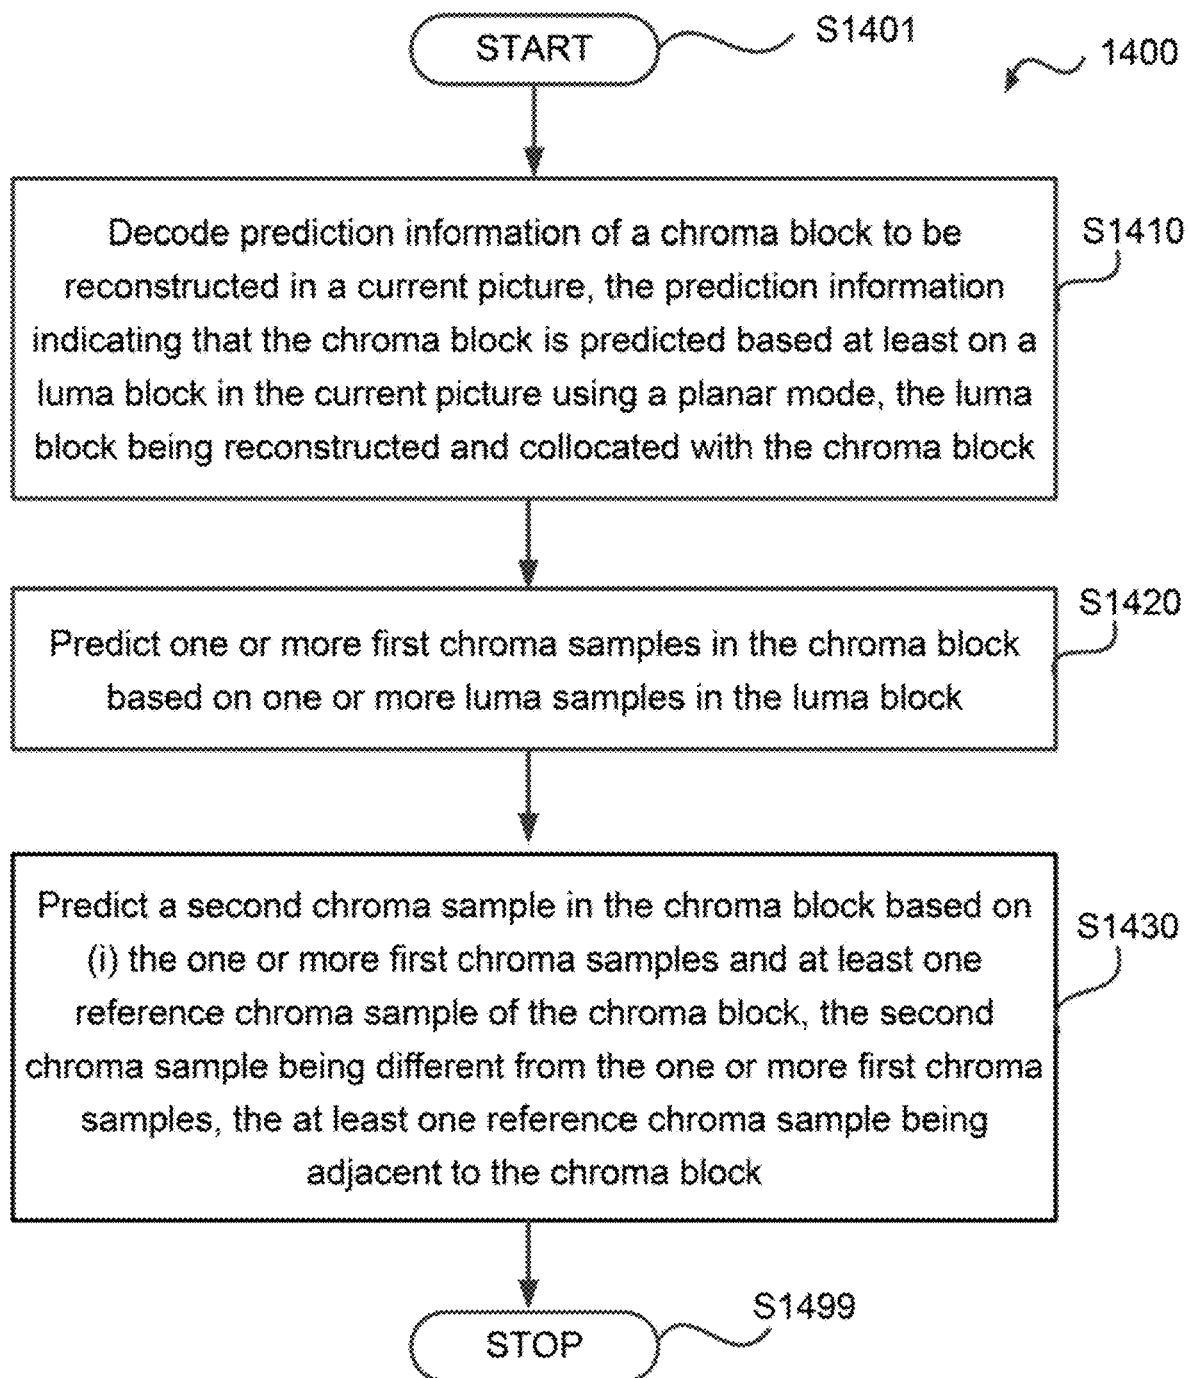 START
S1401
1400
Decode prediction information of a chroma block to be
reconstructed in a current picture, the prediction information
indicating that the chroma block is predicted based at least on a
luma block in the current picture using a planar mode, the luma
block being reconstructed and collocated with the chroma block
S1410
Predict one or more first chroma samples in the chroma block
based on one or more luma samples in the luma block
S1420
Predict a second chroma sample in the chroma block based on
(i) the one or more first chroma samples and at least one
reference chroma sample of the chroma block, the second
chroma sample being different from the one or more first chroma
samples, the at least one reference chroma sample being
adjacent to the chroma block
S1430
STOP
S1499